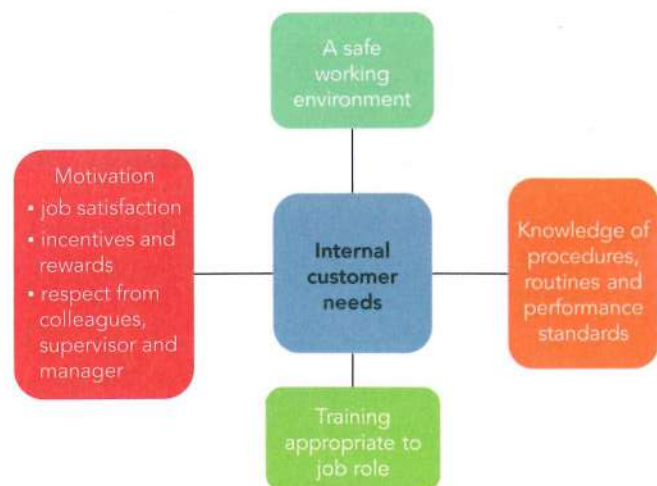 A safe
working
environment
Motivation
• job satisfaction
• incentives and
rewards
• respect from
colleagues,
supervisor and
manager
Internal
customer
needs
Knowledge of
procedures,
routines and
performance
standards
Training
appropriate to
job role